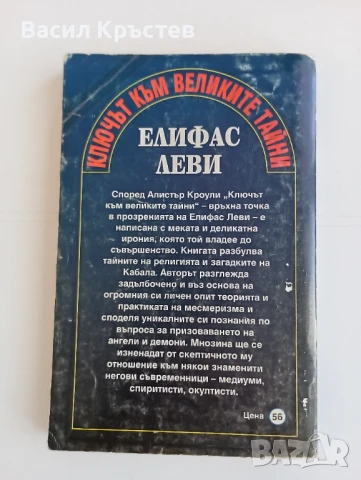 Васил Кръстев
КЛЮЧЪТ КЪМ ВЕЛИКИТЕ ТАЙНИ
ЕЛИФАС
ЛЕВИ
Според Алистър Кроули „Ключът
към великите тайни“ – връхна точка
в прозренията на Елифас Леви – е
написана с меката и деликатна
ирония, която той владее до
съвършенство. Книгата разбулва
тайните на религията и загадките на
Кабала. Авторът разглежда
задълбочено и въз основа на
огромния си личен опит теорията и
практиката на месмеризма и
споделя уникалните си познания по
въпроса за призоваването на
ангели и демони. Мнозина ще се
изненадат от скептичното му
отношение към някои знаменити
негови съвременници – медиуми,
спиритисти, окултисти.
Цена 56
BAZAR